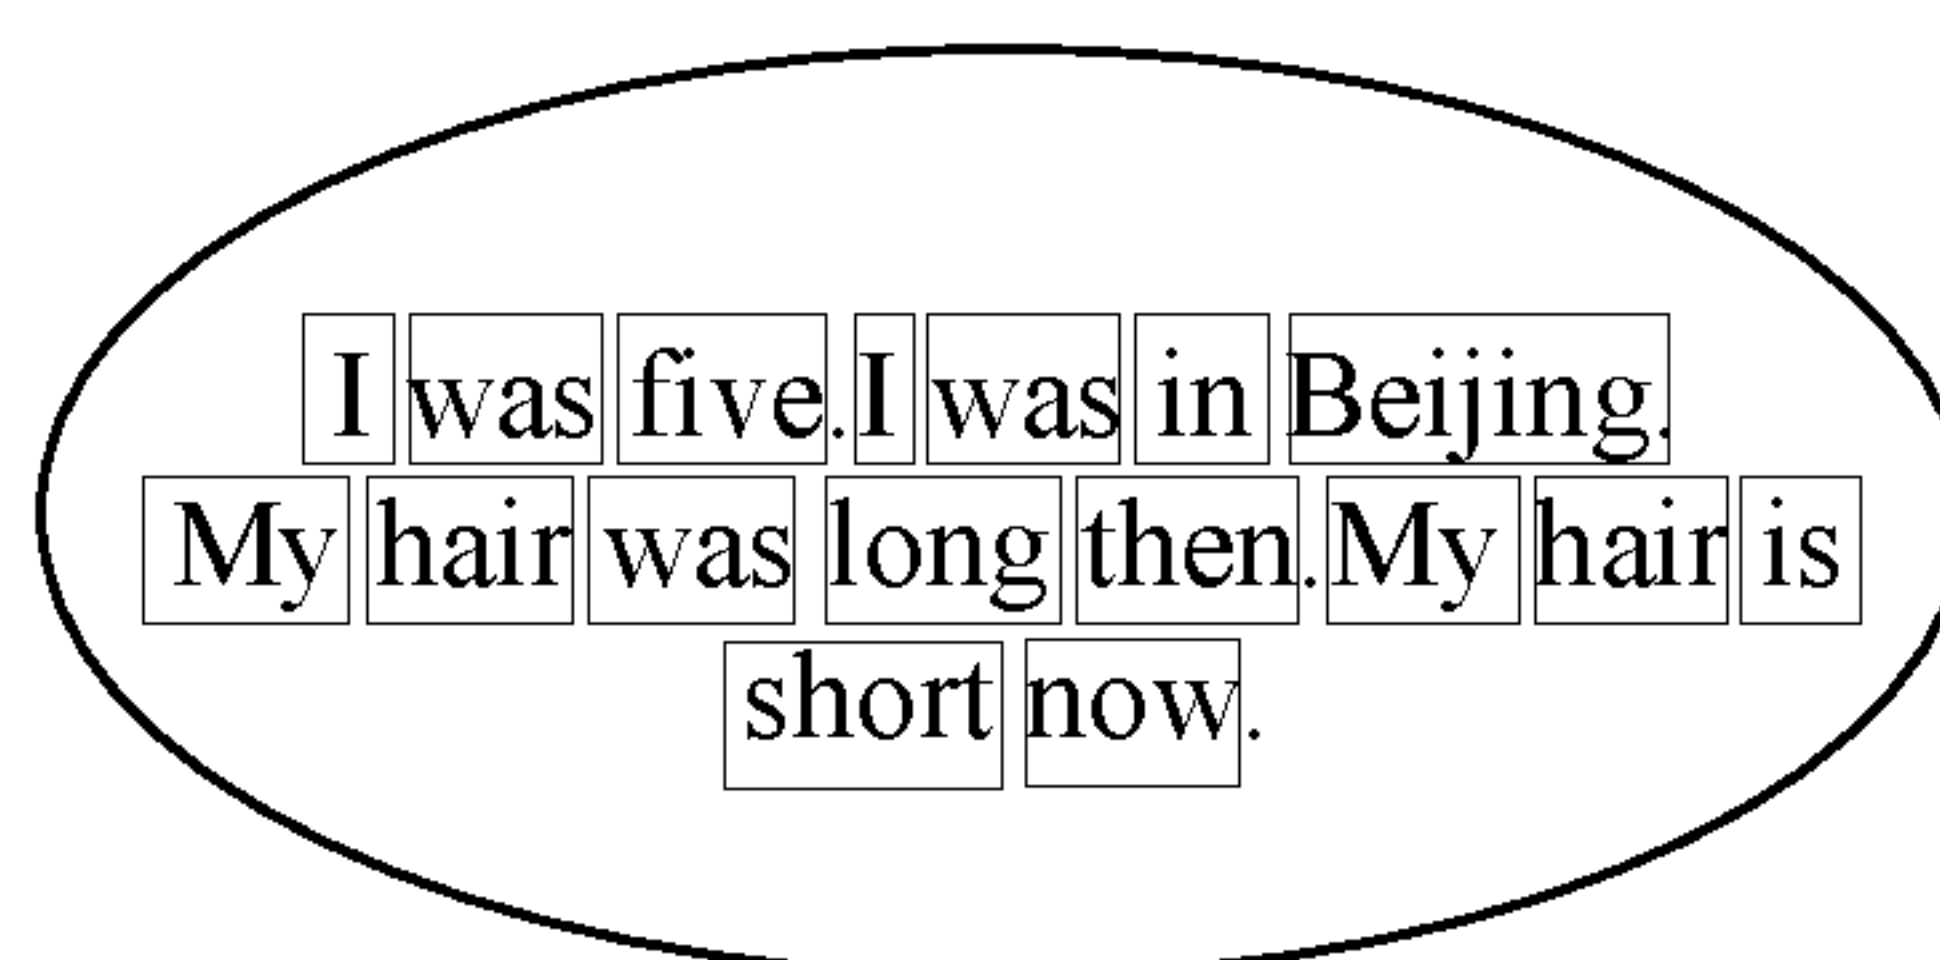 I was five.I was in Beijing.
My hair was long then.My hair is
short now.